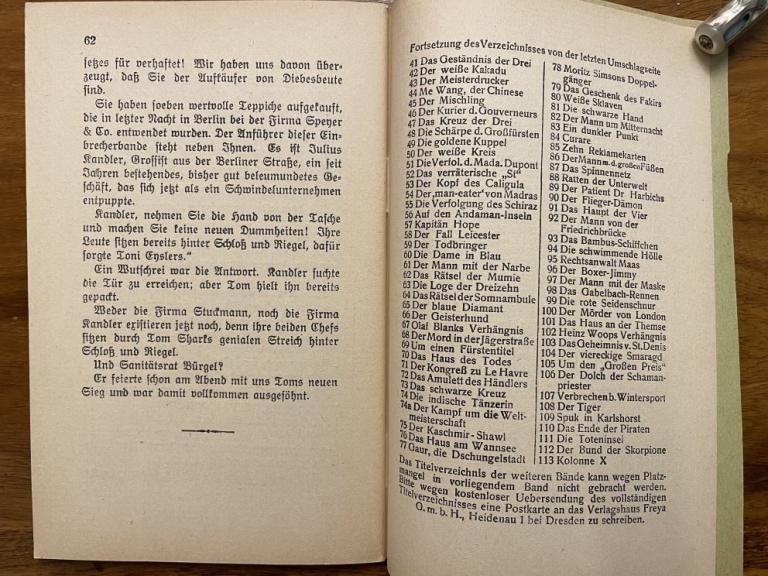 62
setzes für verhaftet! Wir haben uns davon über-
zeugt, daß Sie der Aufkäufer von Diebesbeute
sind.
Sie haben soeben wertvolle Teppiche aufgekauft,
die in letzter Nacht in Berlin bei der Firma Speyer
& Co. entwendet wurden. Der Anführer dieser Ein-
brecherbande steht neben Ihnen. Es ist Julius
Kandler, Grossist aus der Berliner Straße, ein seit
Jahren bestehendes, bisher gut beleumundetes Ge-
schäft, das sich jetzt als ein Schwindelunternehmen
entpuppte.
Kandler, nehmen Sie die Hand von der Tasche
und machen Sie keine neuen Dummheiten! Ihre
Leute sitzen bereits hinter Schloß und Riegel, dafür
sorgte Toni Eyslers."
Ein Wutschrei war die Antwort. Kandler suchte
die Tür zu erreichen; aber Tom hielt ihn bereits
gepackt.
Weder die Firma Stuckmann, noch die Firma
Kandler existieren jetzt noch, denn ihre beiden Chefs
sitzen durch Tom Sharks genialen Streich hinter
Schloß und Riegel.
Und Sanitätsrat Bürgel?
Er feierte schon am Abend mit uns Toms neuen
Sieg und war damit vollkommen ausgesöhnt.
Fortsetzung des Verzeichnisses von der letzten Umschlagseite
41 Das Geständnis der Drei
42 Der weiße Kakadu
43 Der Meisterdrucker
44 Me Wang, der Chinese
45 Der Mischling
46 Der Kurier d. Gouverneurs
47 Das Kreuz der Drei
48 Die Schärpe d. Großfürsten
49 Die goldene Kuppel
50 Der weiße Kreis
51 Die Verfol. d. Mada. Dupont
52 Das verräterische „Si"
53 Der Kopf des Caligula
54 Der „man-eater" von Madras
55 Die Verfolgung des Schiraz
56 Auf den Andaman-Inseln
57 Kapitän Hope
58 Der Fall Leicester
59 Der Todbringer
60 Die Dame in Blau
61 Der Mann mit der Narbe
62 Das Rätsel der Mumie
63 Die Loge der Dreizehn
64 Das Rätsel der Somnambule
65 Der blaue Diamant
66 Der Geisterhund
67 Olaf Blanks Verhängnis
68 Der Mord in der Jägerstraße
69 Um einen Fürstentitel
70 Das Haus des Todes
71 Der Kongreß zu Le Havre
72 Das Amulett des Händlers
73 Das schwarze Kreuz
74 Die indische Tänzerin
74a Der Kampf um die Welt-
meisterschaft
75 Der Kaschmir-Shawl
76 Das Haus am Wannsee
77 Gaur, die Dschungelstadt
78 Moritz Simsons Doppel-
gänger
79 Das Geschenk des Fakirs
80 Weiße Sklaven
81 Die schwarze Hand
82 Der Mann um Mitternacht
83 Ein dunkler Punkt
84 Curare
85 Zehn Reklamekarten
86 Der Mann m. d. großen Füßen
87 Das Spinnennetz
88 Ratten der Unterwelt
89 Der Patient Dr. Harbichs
90 Der Flieger-Dämon
91 Das Haupt der Vier
92 Der Mann von der
Friedrichbrücke
93 Das Bambus-Schiffchen
94 Die schwimmende Hölle
95 Rechtsanwalt Maas
96 Der Boxer-Jimmy
97 Der Mann mit der Maske
98 Das Gabelbach-Rennen
99 Die rote Seidenschnur
100 Der Mörder von London
101 Das Haus an der Themse
102 Heinz Woops Verhängnis
103 Das Geheimnis v. St. Denis
104 Der viereckige Smaragd
105 Um den „Großen Preis"
106 Der Dolch der Schaman-
priester
107 Verbrechen b. Wintersport
108 Der Tiger
109 Spuk in Karlshorst
110 Das Ende der Piraten
111 Die Toteninsel
112 Der Bund der Skorpione
113 Kolonne X
Das Titelverzeichnis der weiteren Bände kann wegen Platz-
mangel in vorliegendem Band nicht gebracht werden.
Bitte wegen kostenloser Uebersendung des vollständigen
Titelverzeichnisses eine Postkarte an das Verlagshaus Freya
G. m. b. H., Heidenau 1 bei Dresden zu schreiben.